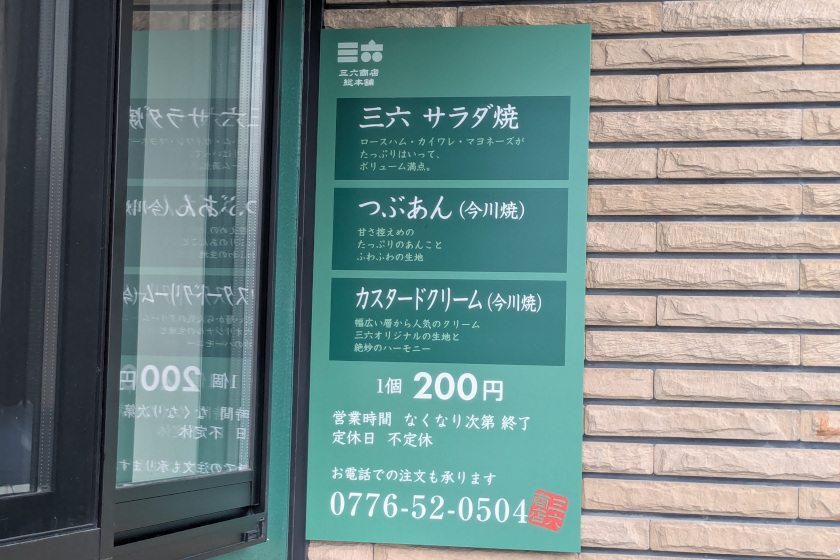 三六
三六商店
総本舗
三六 サラダ焼
ロースハム・カイワレ・マヨネーズが
たっぷりはいって、
ボリューム満点。
つぶあん(今川焼)
甘さ控えめの
たっぷりのあんこと
ふわふわの生地
カスタードクリーム(今川焼)
幅広い層から人気のクリーム
三六オリジナルの生地と
絶妙のハーモニー
1個 200円
営業時間 なくなり次第 終了
定休日 不定休
お電話での注文も承ります
0776-52-0504
三六商店